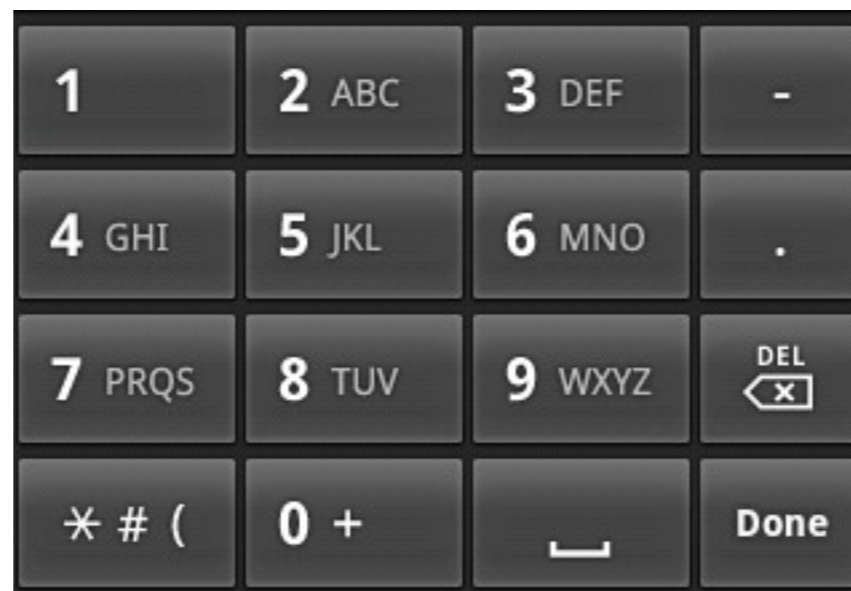 1 2 ABC 3 DEF -
4 GHI 5 JKL 6 MNO .
7 PRQS 8 TUV 9 WXYZ DEL
* # ( 0 + Done